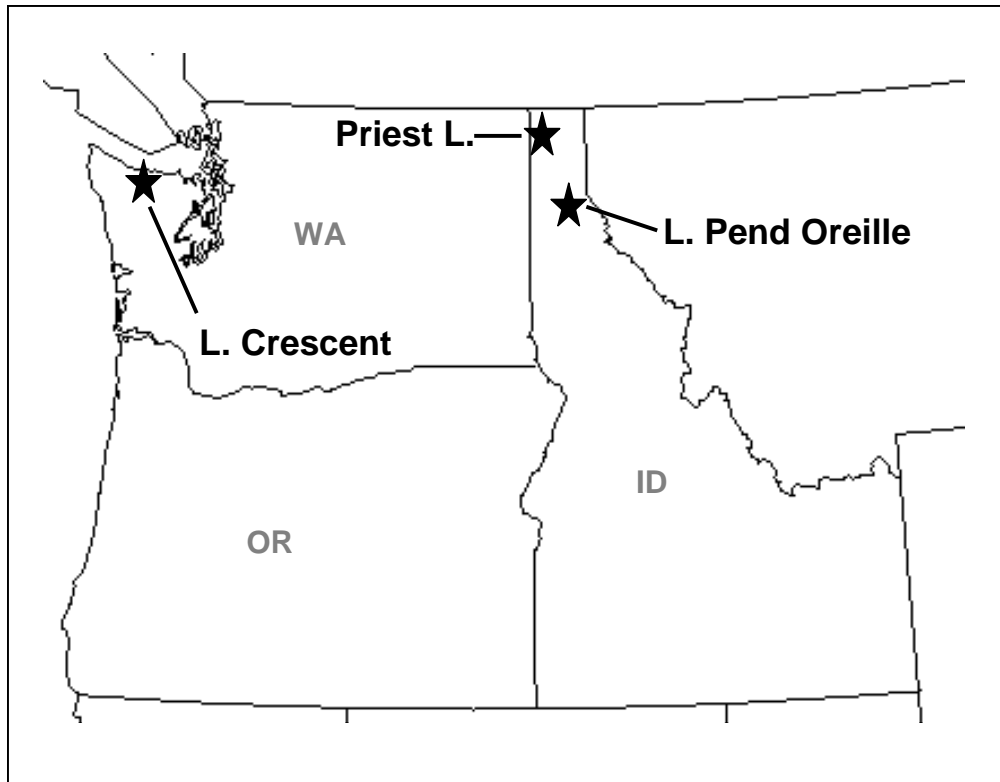 Priest L.
L. Pend Oreille
WA
L. Crescent
ID
OR